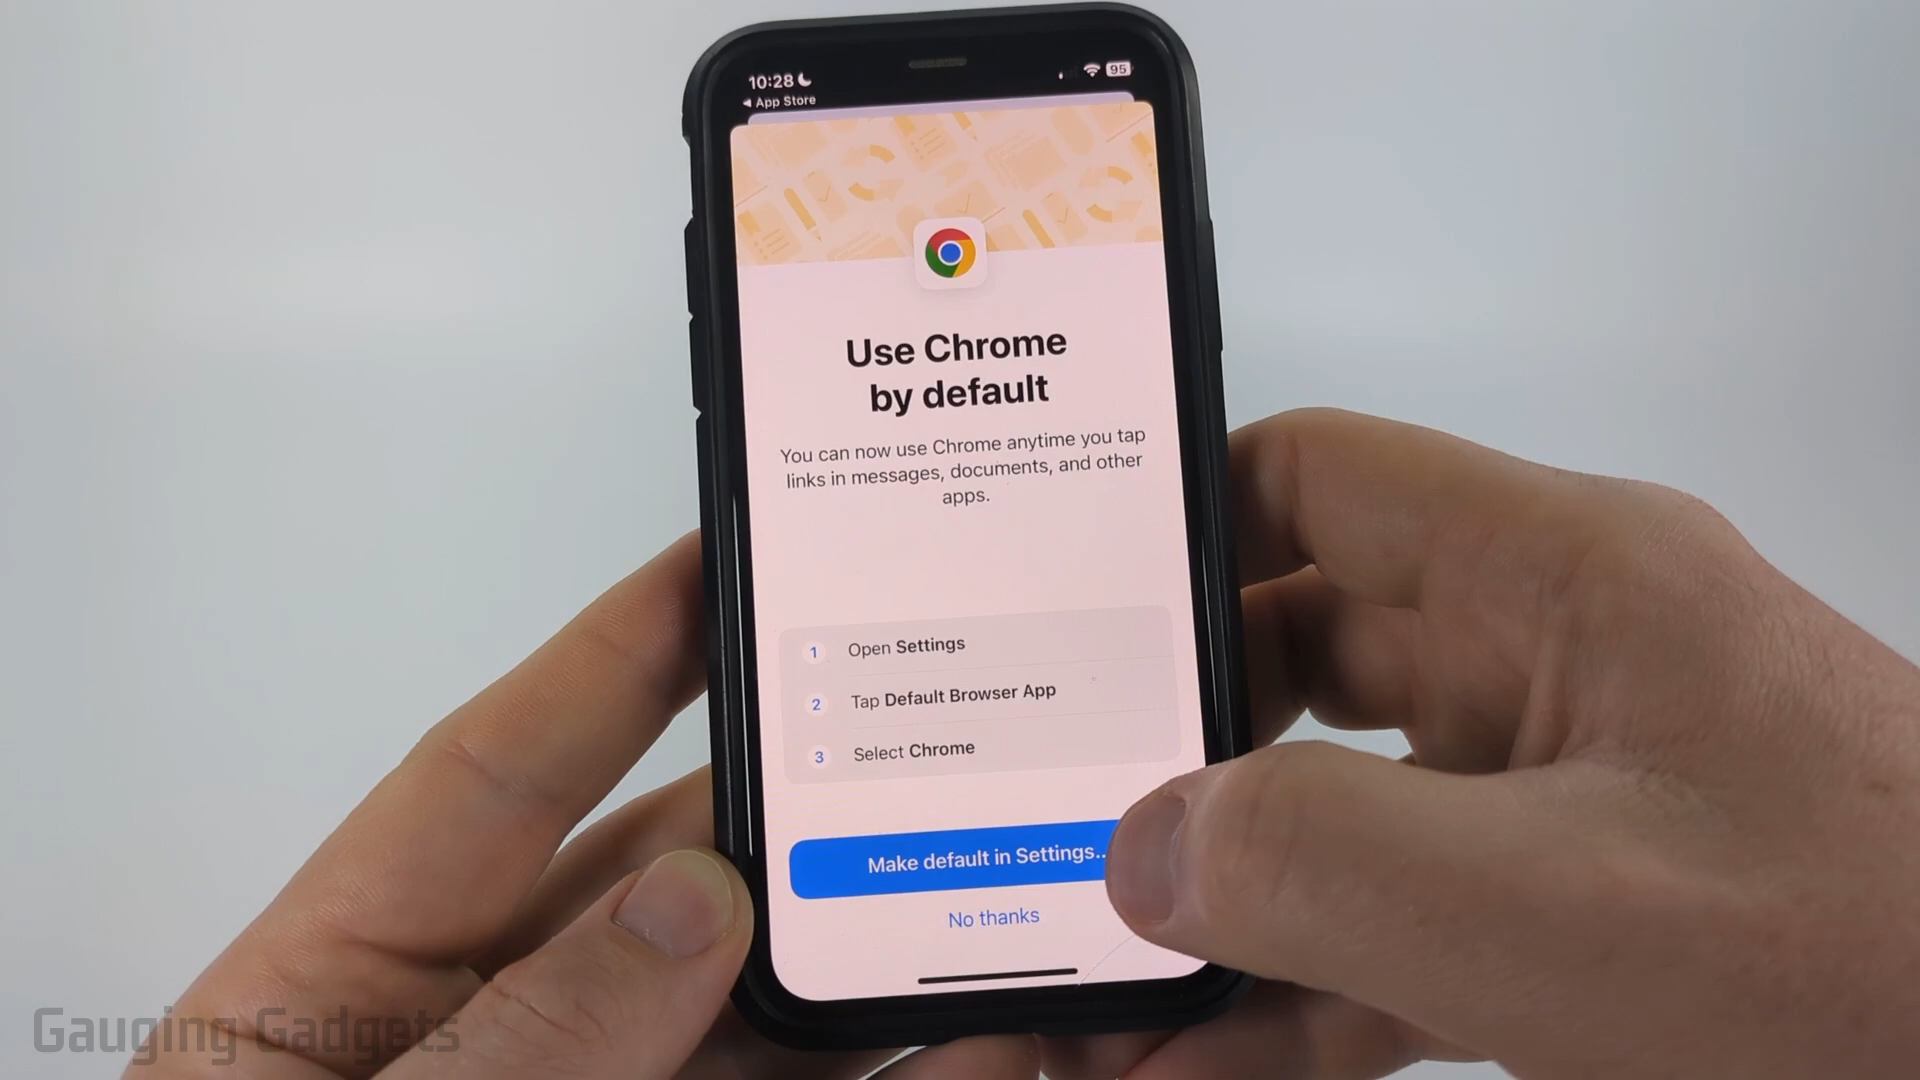 10:28
95
◀ App Store
Use Chrome
by default
You can now use Chrome anytime you tap
links in messages, documents, and other
apps.
1 Open Settings
2 Tap Default Browser App
3 Select Chrome
Make default in Settings..
No thanks
Gauging Gadgets